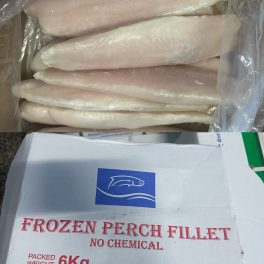 FROZEN PERCH FILLET
NO CHEMICAL
PACKED
WEIGHT 6Kg